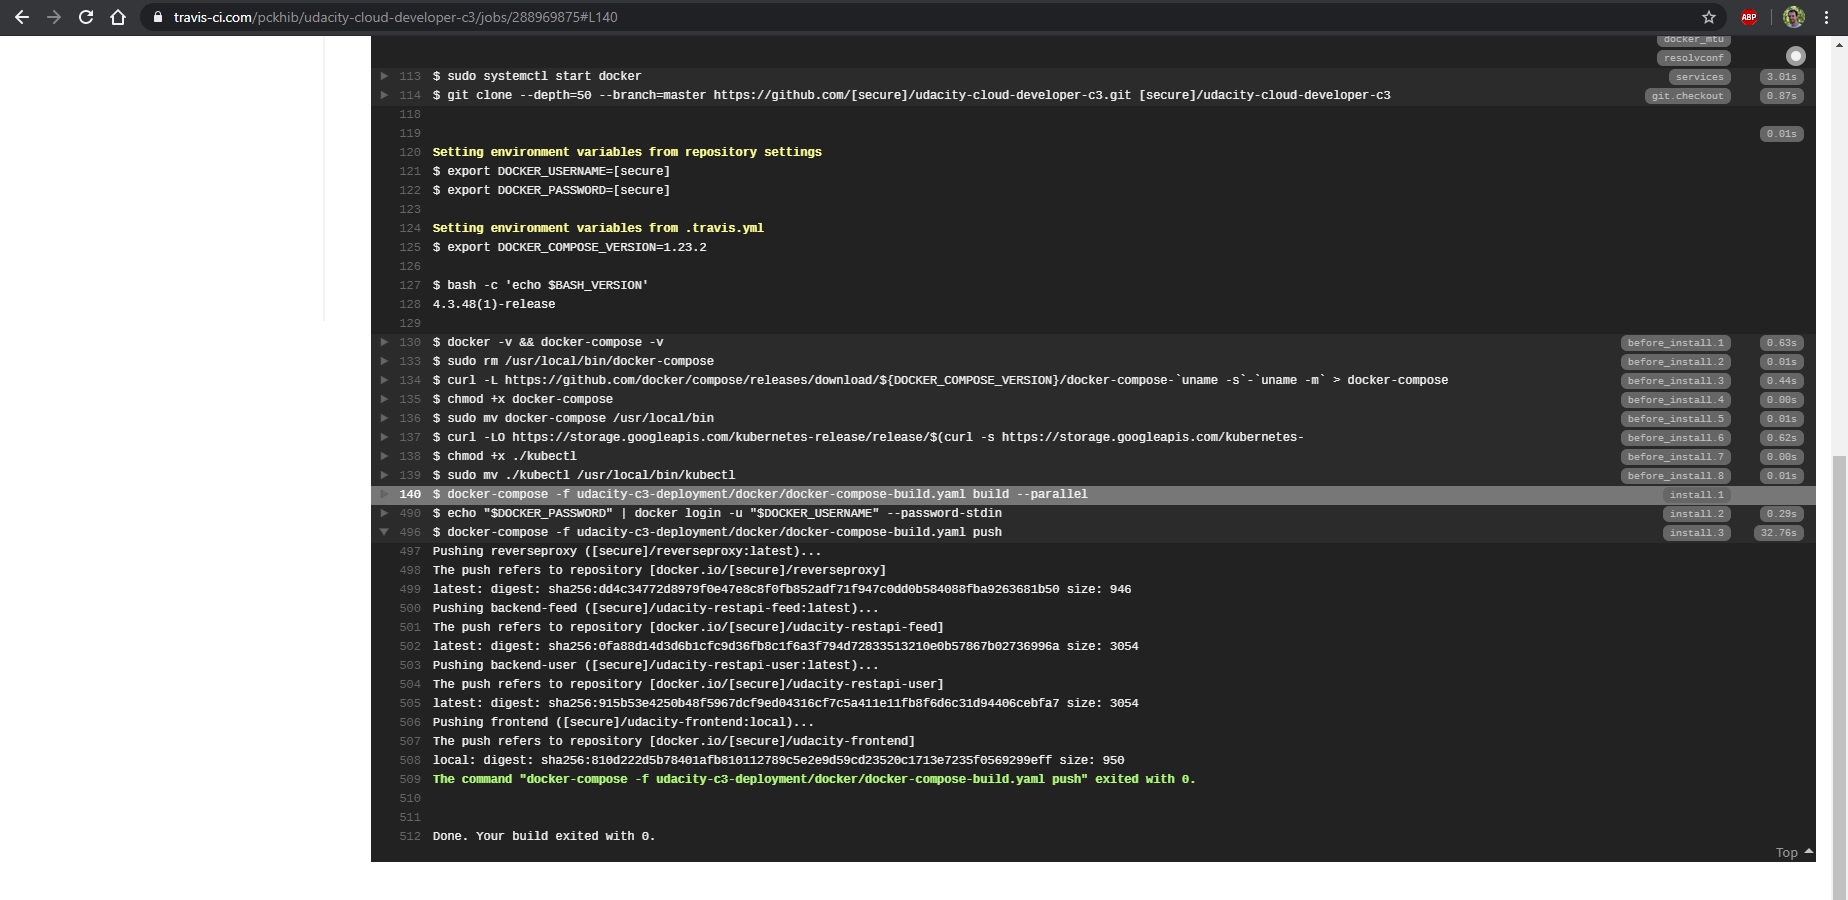 travis-ci.com/pckhib/udacity-cloud-developer-c3/jobs/288969875#L140
ABP
docker_mtu
resolvconf
113 $ sudo systemctl start docker services 3.01s
114 $ git clone --depth=50 --branch=master https://github.com/[secure]/udacity-cloud-developer-c3.git [secure]/udacity-cloud-developer-c3 git.checkout 0.87s
118
119 0.01s
120 Setting environment variables from repository settings
121 $ export DOCKER_USERNAME=[secure]
122 $ export DOCKER_PASSWORD=[secure]
123
124 Setting environment variables from .travis.yml
125 $ export DOCKER_COMPOSE_VERSION=1.23.2
126
127 $ bash -c 'echo $BASH_VERSION'
128 4.3.48(1)-release
129
130 $ docker -v && docker-compose -v before_install.1 0.63s
133 $ sudo rm /usr/local/bin/docker-compose before_install.2 0.01s
134 $ curl -L https://github.com/docker/compose/releases/download/${DOCKER_COMPOSE_VERSION}/docker-compose-`uname -s`-`uname -m` > docker-compose before_install.3 0.44s
135 $ chmod +x docker-compose before_install.4 0.00s
136 $ sudo mv docker-compose /usr/local/bin before_install.5 0.01s
137 $ curl -LO https://storage.googleapis.com/kubernetes-release/release/$(curl -s https://storage.googleapis.com/kubernetes- before_install.6 0.62s
138 $ chmod +x ./kubectl before_install.7 0.00s
139 $ sudo mv ./kubectl /usr/local/bin/kubectl before_install.8 0.01s
140 $ docker-compose -f udacity-c3-deployment/docker/docker-compose-build.yaml build --parallel install.1
490 $ echo "$DOCKER_PASSWORD" | docker login -u "$DOCKER_USERNAME" --password-stdin install.2 0.29s
496 $ docker-compose -f udacity-c3-deployment/docker/docker-compose-build.yaml push install.3 32.76s
497 Pushing reverseproxy ([secure]/reverseproxy:latest)...
498 The push refers to repository [docker.io/[secure]/reverseproxy]
499 latest: digest: sha256:dd4c34772d8979f0e47e8c8f0fb852adf71f947c0dd0b584088fba9263681b50 size: 946
500 Pushing backend-feed ([secure]/udacity-restapi-feed:latest)...
501 The push refers to repository [docker.io/[secure]/udacity-restapi-feed]
502 latest: digest: sha256:0fa88d14d3d6b1cfc9d36fb8c1f6a3f794d72833513210e0b57867b02736996a size: 3054
503 Pushing backend-user ([secure]/udacity-restapi-user:latest)...
504 The push refers to repository [docker.io/[secure]/udacity-restapi-user]
505 latest: digest: sha256:915b53e4250b48f5967dcf9ed04316cf7c5a411e11fb8f6d6c31d94406cebfa7 size: 3054
506 Pushing frontend ([secure]/udacity-frontend:local)...
507 The push refers to repository [docker.io/[secure]/udacity-frontend]
508 local: digest: sha256:810d222d5b78401afb810112789c5e2e9d59cd23520c1713e7235f0569299eff size: 950
509 The command "docker-compose -f udacity-c3-deployment/docker/docker-compose-build.yaml push" exited with 0.
510
511
512 Done. Your build exited with 0.
Top